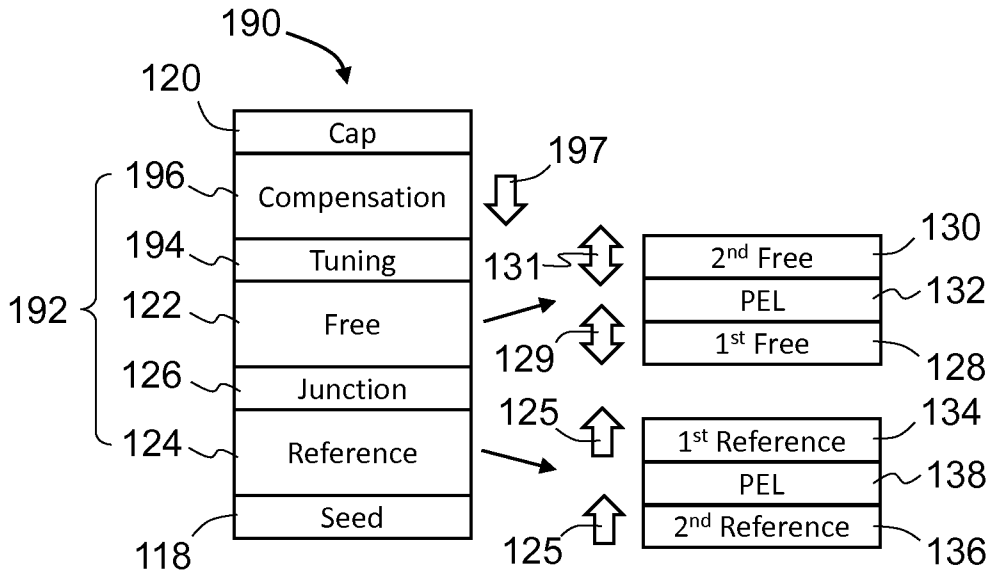 190
120
Cap
197
196
Compensation
130
194
Tuning
131
2nd Free
192
122
Free
PEL
132
129
1st Free
126
Junction
128
125
134
124
Reference
1st Reference
PEL
138
118
Seed
125
2nd Reference
136